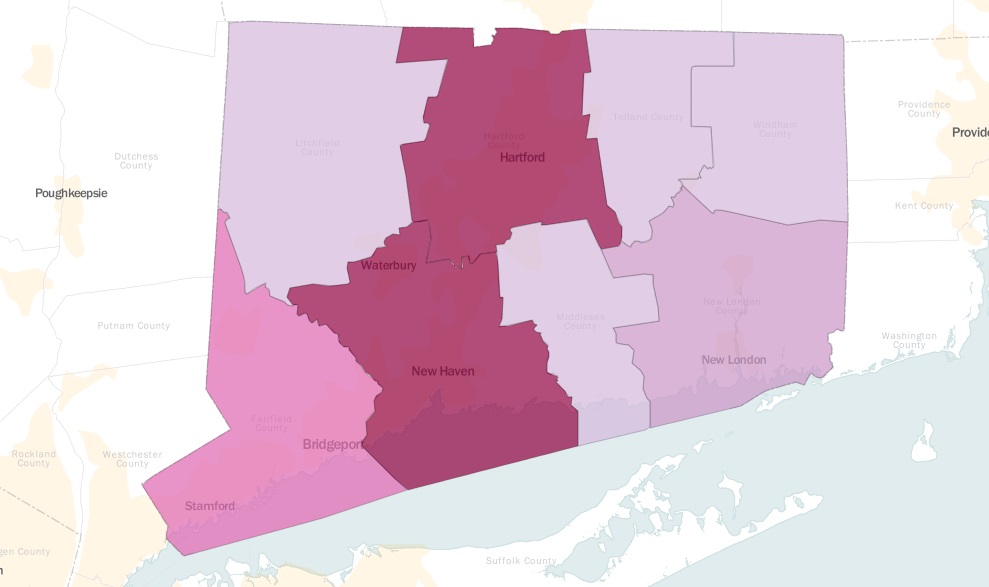 Providence
County
Provide
Hartford
County
Hartford
Tolland County
Windham
County
Litchfield
County
Dutchess
County
Poughkeepsie
Kent County
Waterbury
New London
County
Middlesex
County
Putnam County
Washington
County
New London
New Haven
Fairfield
County
Bridgeport
Rockland
County
Westchester
County
Stamford
gen County
Suffolk County
n